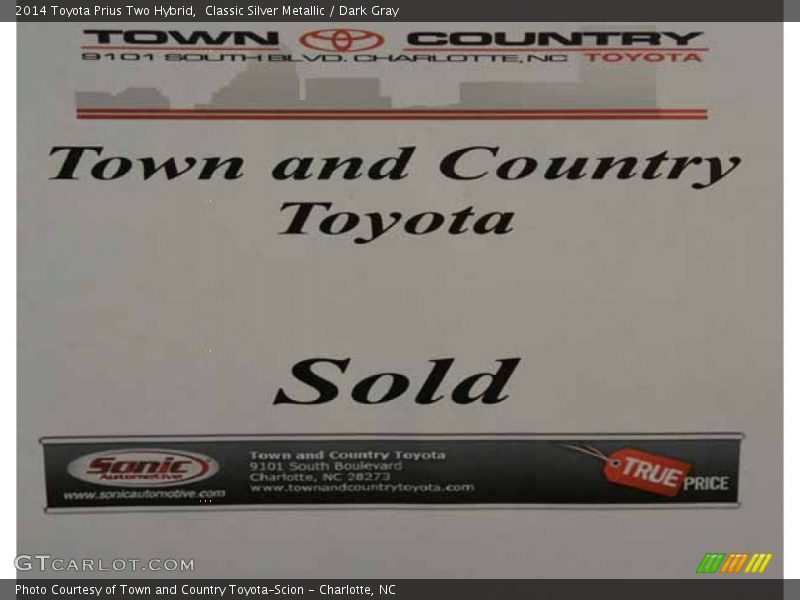 2014 Toyota Prius Two Hybrid,  Classic Silver Metallic / Dark Gray
TOWN COUNTRY
9101 SOUTH BLVD. CHARLOTTE, NC TOYOTA
Town and Country
Toyota
Sold
Sonic
Automotive
www.sonicautomotive.com
Town and Country Toyota
9101 South Boulevard
Charlotte, NC 28273
www.townandcountrytoyota.com
TRUE
PRICE
GTCARLOT.COM
Photo Courtesy of Town and Country Toyota-Scion - Charlotte, NC